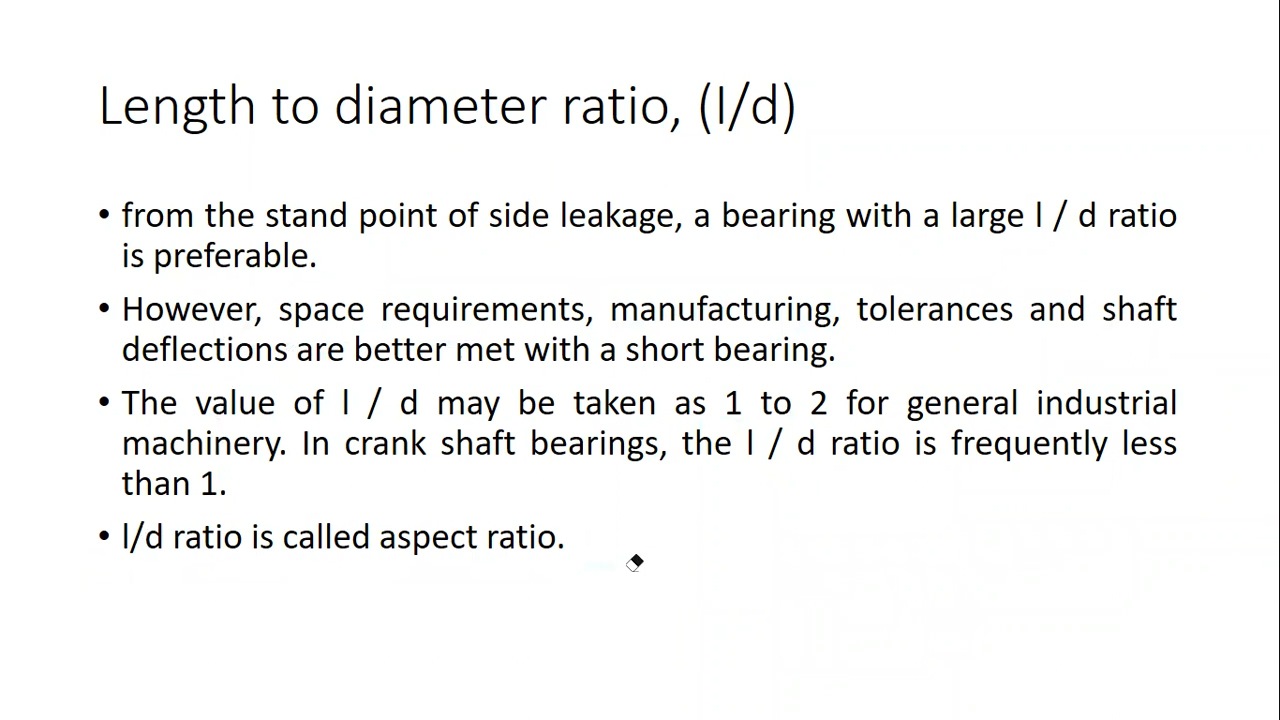 Length to diameter ratio, (l/d)
• from the stand point of side leakage, a bearing with a large l / d ratio
is preferable.
• However, space requirements, manufacturing, tolerances and shaft
deflections are better met with a short bearing.
• The value of l / d may be taken as 1 to 2 for general industrial
machinery. In crank shaft bearings, the l / d ratio is frequently less
than 1.
• l/d ratio is called aspect ratio.